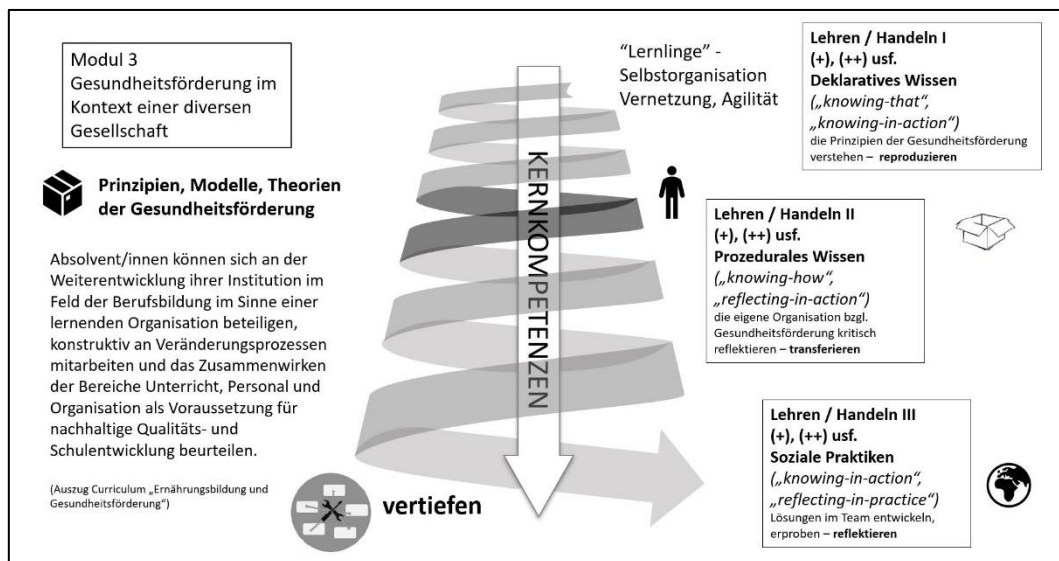 Modul 3
Gesundheitsförderung im
Kontext einer diversen
Gesellschaft
Prinzipien, Modelle, Theorien
der Gesundheitsförderung
Absolvent/innen können sich an der
Weiterentwicklung ihrer Institution im
Feld der Berufsbildung im Sinne einer
lernenden Organisation beteiligen,
konstruktiv an Veränderungsprozessen
mitarbeiten und das Zusammenwirken
der Bereiche Unterricht, Personal und
Organisation als Voraussetzung für
nachhaltige Qualitäts- und
Schulentwicklung beurteilen.
(Auszug Curriculum „Ernährungsbildung und
Gesundheitsförderung“)
vertiefen
KERNKOMPETENZEN
“Lernlinge” -
Selbstorganisation
Vernetzung, Agilität
Lehren / Handeln I
(+), (++) usf.
Deklaratives Wissen
(„knowing-that“,
„knowing-in-action“)
die Prinzipien der Gesundheitsförderung
verstehen – reproduzieren
Lehren / Handeln II
(+), (++) usf.
Prozedurales Wissen
(„knowing-how“,
„reflecting-in-action“)
die eigene Organisation bzgl.
Gesundheitsförderung kritisch
reflektieren – transferieren
Lehren / Handeln III
(+), (++) usf.
Soziale Praktiken
(„knowing-in-action“,
„reflecting-in-practice“)
Lösungen im Team entwickeln,
erproben – reflektieren